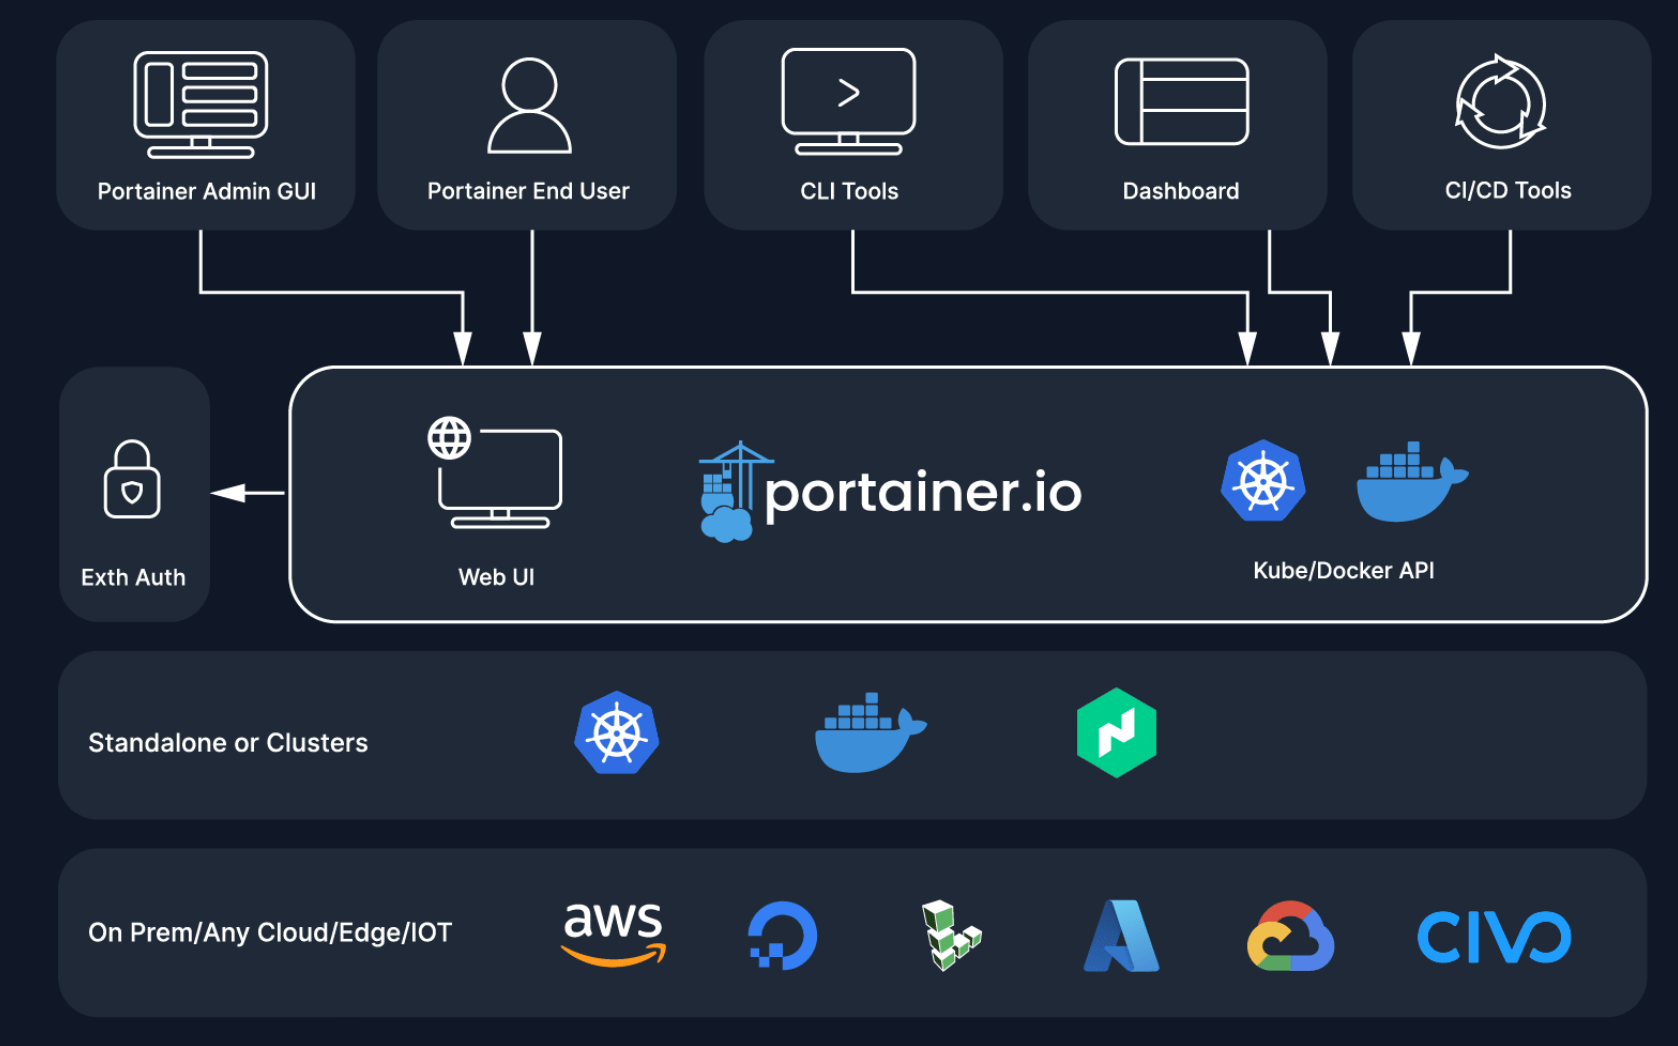 Portainer Admin GUI
Portainer End User
CLI Tools
Dashboard
CI/CD Tools
Exth Auth
Web UI
portainer.io
Kube/Docker API
Standalone or Clusters
On Prem/Any Cloud/Edge/IOT
aws
CIVO